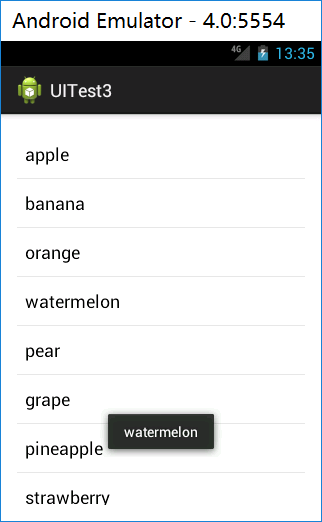 Android Emulator - 4.0:5554
4G 13:35
UITest3
apple
banana
orange
watermelon
pear
grape
watermelon
pineapple
strawberry